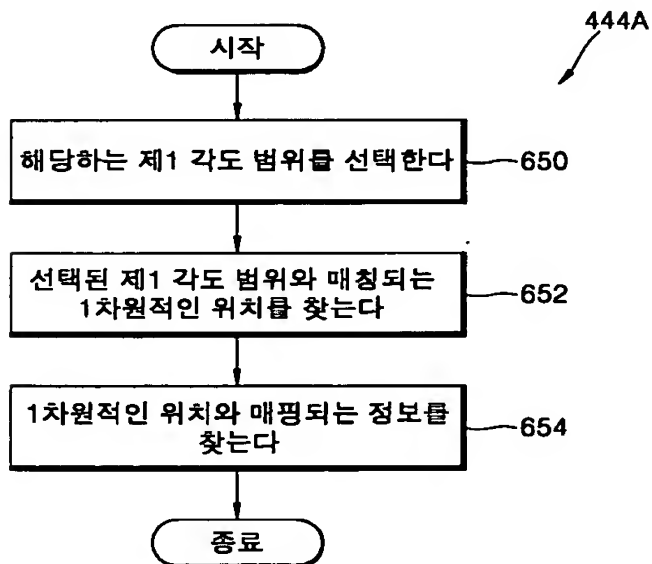 444A
시작
해당하는 제1 각도 범위를 선택한다
650
선택된 제1 각도 범위와 매칭되는
1차원적인 위치를 찾는다
652
1차원적인 위치와 매핑되는 정보를
찾는다
654
종료